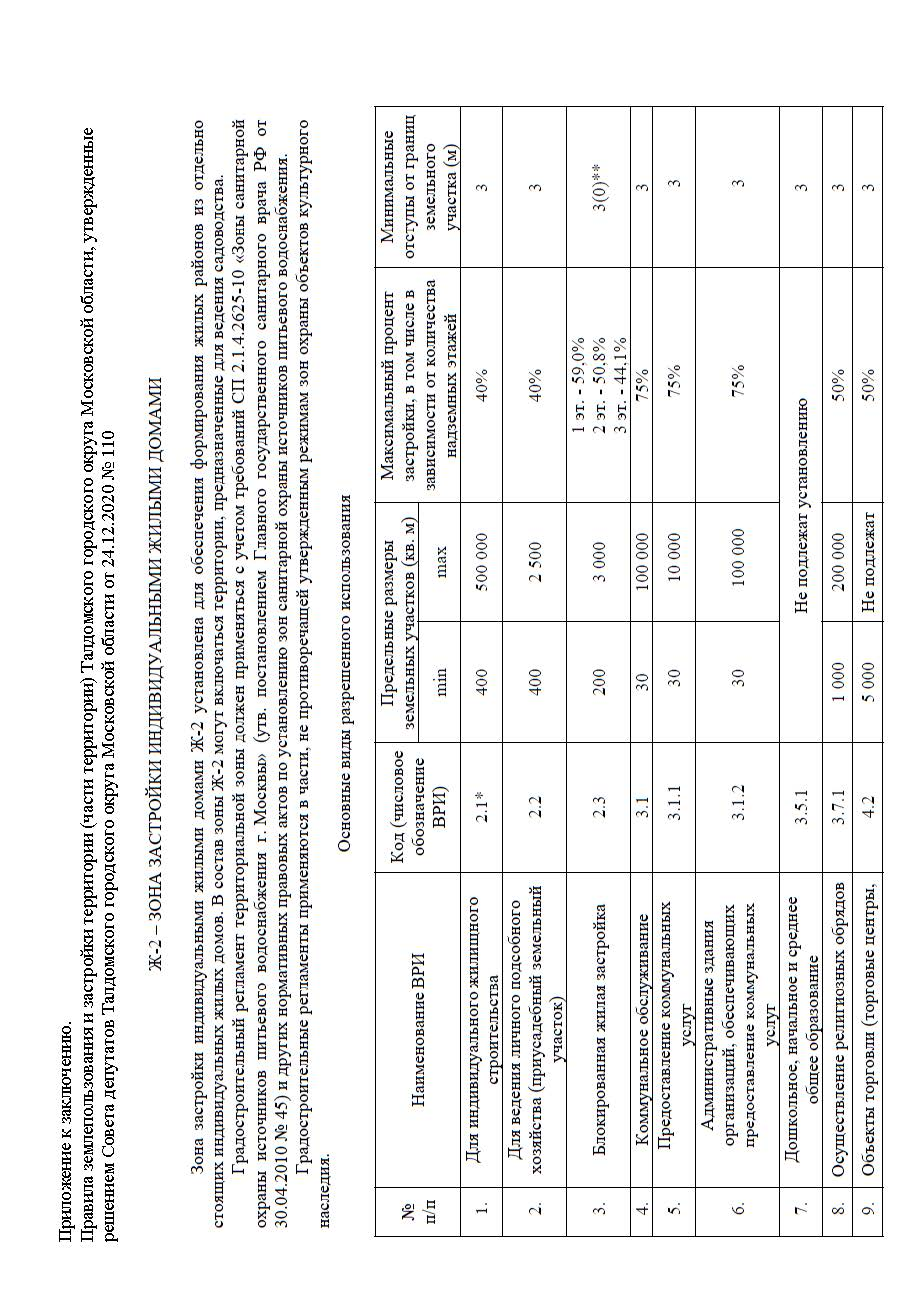 Приложение к заключению.
Правила землепользования и застройки территории (части территории) Талдомского городского округа Московской области, утвержденные
решением Совета депутатов Талдомского городского округа Московской области от 24.12.2020 № 110
Ж-2 – ЗОНА ЗАСТРОЙКИ ИНДИВИДУАЛЬНЫМИ ЖИЛЫМИ ДОМАМИ
Зона застройки индивидуальными жилыми домами Ж-2 установлена для обеспечения формирования жилых районов из отдельно
стоящих индивидуальных жилых домов. В состав зоны Ж-2 могут включаться территории, предназначенные для ведения садоводства.
Градостроительный регламент территориальной зоны должен применяться с учетом требований СП 2.1.4.2625-10 «Зоны санитарной
охраны источников питьевого водоснабжения г. Москвы» (утв. постановлением Главного государственного санитарного врача РФ от
30.04.2010 № 45) и других нормативных правовых актов по установлению зон санитарной охраны источников питьевого водоснабжения.
Градостроительные регламенты применяются в части, не противоречащей утвержденным режимам зон охраны объектов культурного
наследия.
Основные виды разрешенного использования
№
п/п
Наименование ВРИ
Код (числовое
обозначение
ВРИ)
Предельные размеры
земельных участков (кв. м)
min
max
Максимальный процент
застройки, в том числе в
зависимости от количества
надземных этажей
Минимальные
отступы от границ
земельного
участка (м)
1.
Для индивидуального жилищного
строительства
2.1*
400
500 000
40%
3
2.
Для ведения личного подсобного
хозяйства (приусадебный земельный
участок)
2.2
400
2 500
40%
3
3.
Блокированная жилая застройка
2.3
200
3 000
1 эт. - 59,0%
2 эт. - 50,8%
3 эт. - 44,1%
3(0)**
4.
Коммунальное обслуживание
3.1
30
100 000
75%
3
5.
Предоставление коммунальных
услуг
3.1.1
30
10 000
75%
3
6.
Административные здания
организаций, обеспечивающих
предоставление коммунальных
услуг
3.1.2
30
100 000
75%
3
7.
Дошкольное, начальное и среднее
общее образование
3.5.1
Не подлежат установлению
3
8.
Осуществление религиозных обрядов
3.7.1
1 000
200 000
50%
3
9.
Объекты торговли (торговые центры,
4.2
5 000
Не подлежат
50%
3